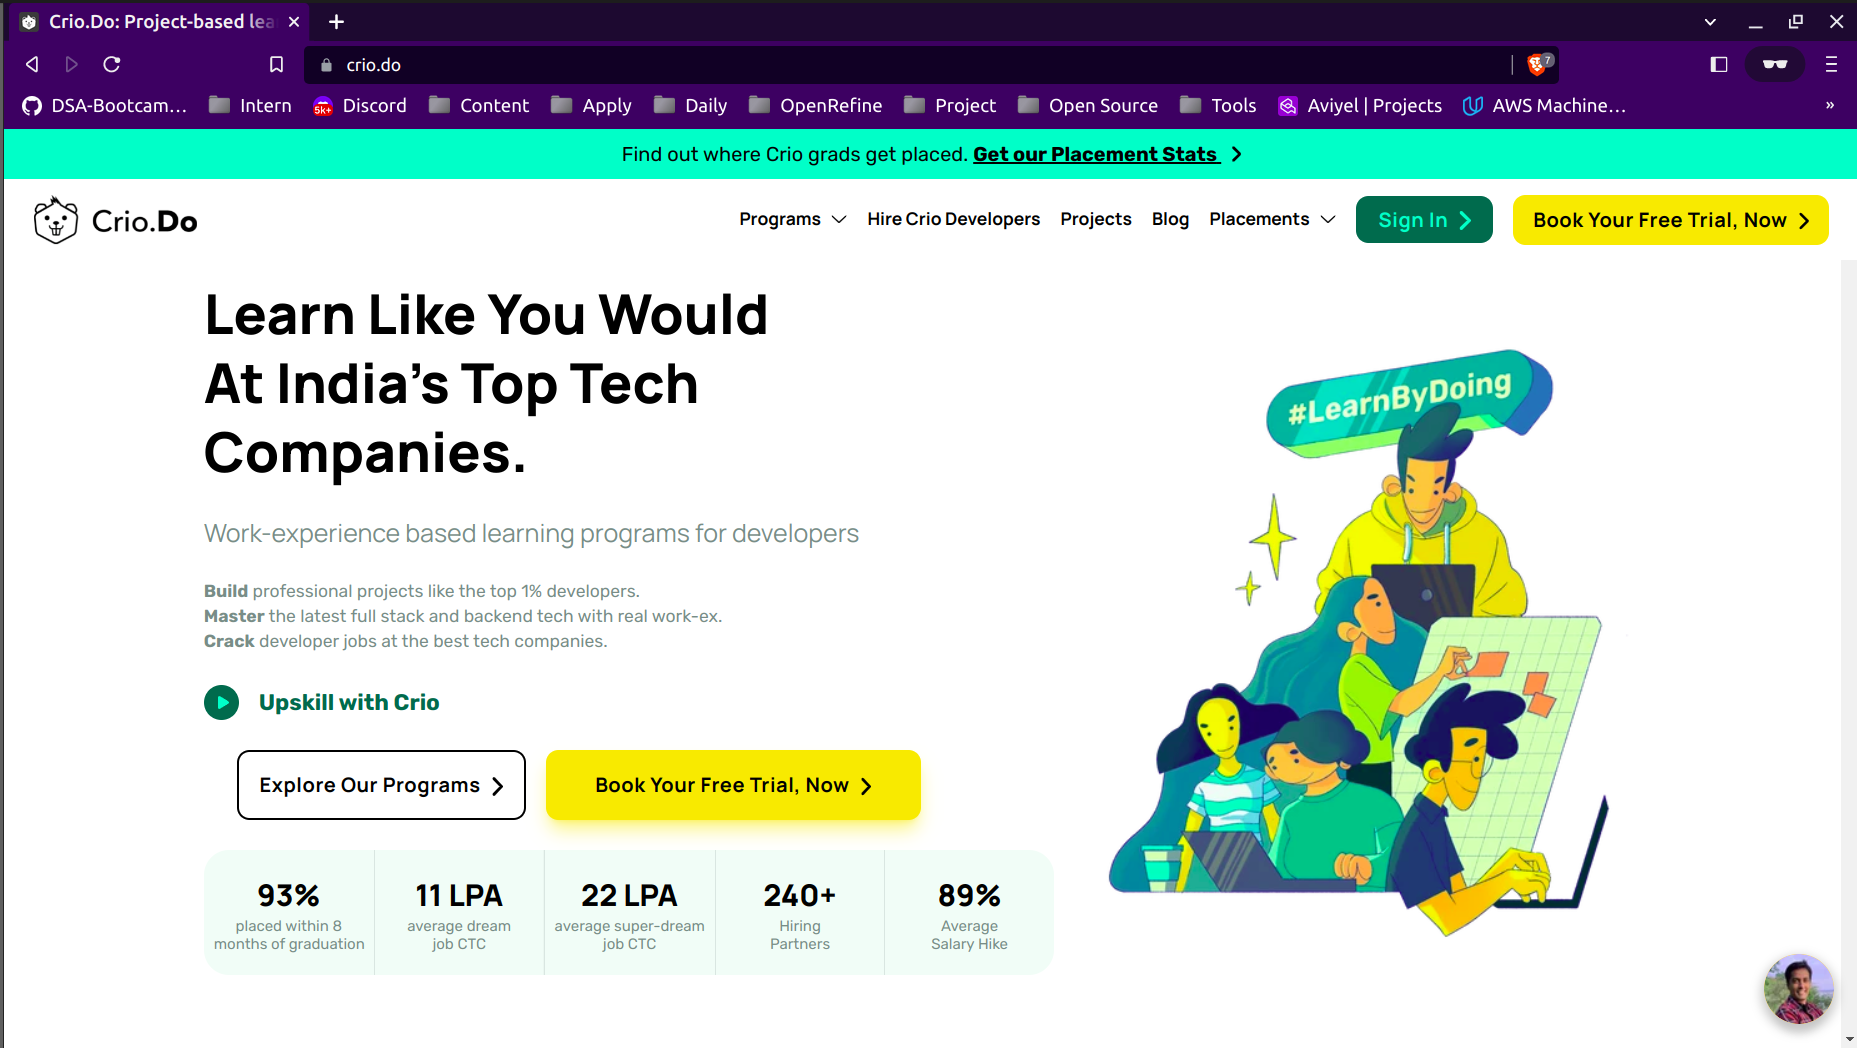 Crio.Do: Project-based lea
crio.do
7
DSA-Bootcam...
Intern
5K+
Discord
Content
Apply
Daily
OpenRefine
Project
Open Source
Tools
Aviyel | Projects
AWS Machine...
»
Find out where Crio grads get placed. Get our Placement Stats
Crio.Do
Programs
Hire Crio Developers
Projects
Blog
Placements
Sign In
Book Your Free Trial, Now
Learn Like You Would
At India's Top Tech
Companies.
#LearnByDoing
Work-experience based learning programs for developers
Build professional projects like the top 1% developers.
Master the latest full stack and backend tech with real work-ex.
Crack developer jobs at the best tech companies.
Upskill with Crio
Explore Our Programs
Book Your Free Trial, Now
93%
placed within 8
months of graduation
11 LPA
average dream
job CTC
22 LPA
average super-dream
job CTC
240+
Hiring
Partners
89%
Average
Salary Hike